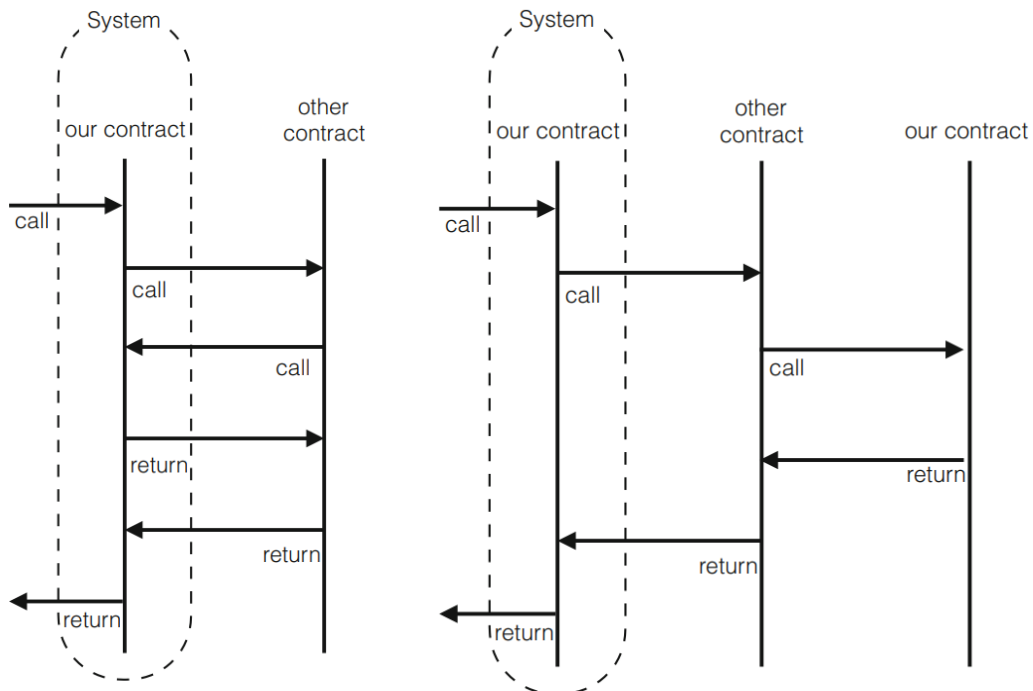 System
our contract
other
contract
call
call
call
return
return
return
System
our contract
other
contract
our contract
call
call
call
return
return
return